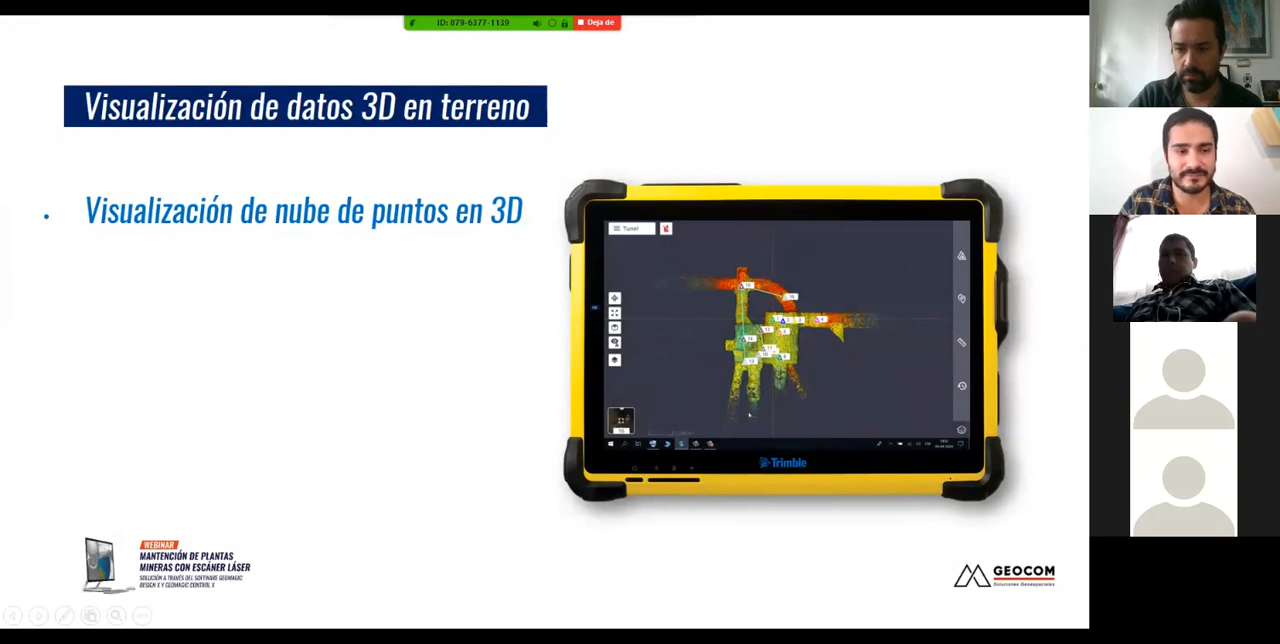 ID: 879-6377-1139
Deja de
Visualización de datos 3D en terreno
• Visualización de nube de puntos en 3D
Tunel
Trimble
WEBINAR
MANTENCIÓN DE PLANTAS
MINERAS CON ESCÁNER LÁSER
SOLUCIÓN A TRAVÉS DEL SOFTWARE GEOMAGIC
DESIGN X Y GEOMAGIC CONTROL X
GEOCOM
Soluciones Geoespaciales